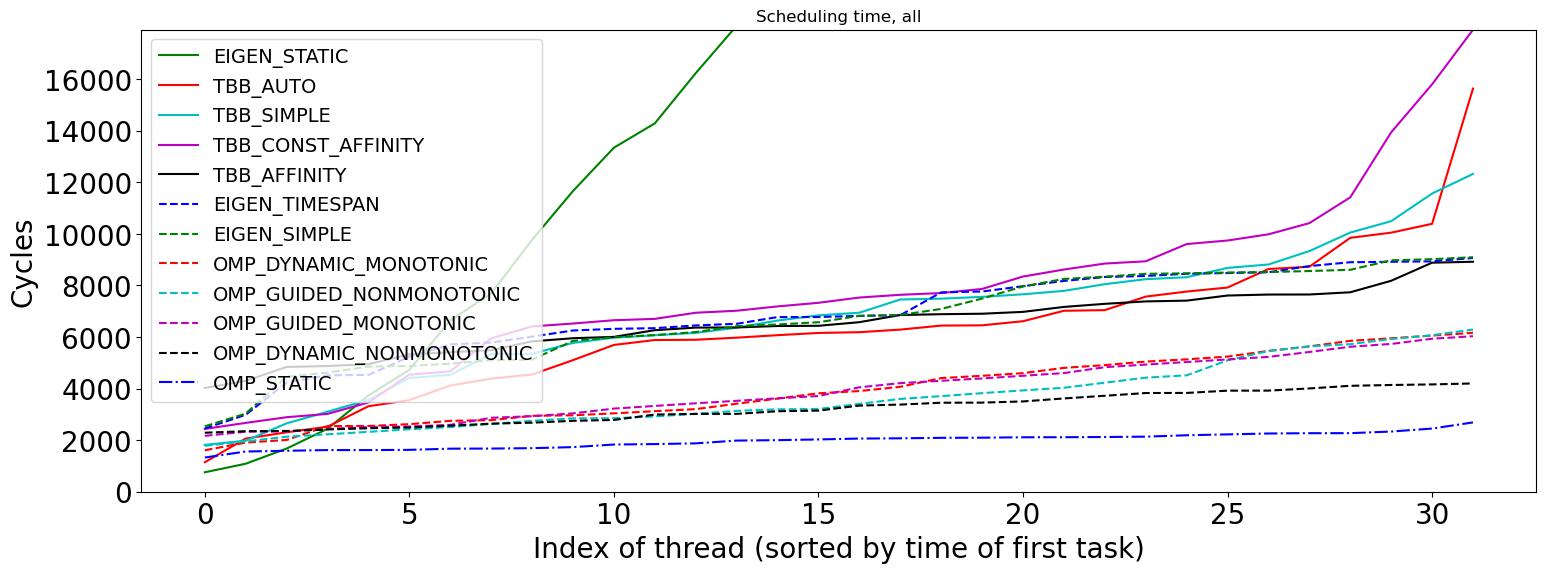 Scheduling time, all
EIGEN_STATIC
TBB_AUTO
TBB_SIMPLE
TBB_CONST_AFFINITY
TBB_AFFINITY
EIGEN_TIMESPAN
EIGEN_SIMPLE
OMP_DYNAMIC_MONOTONIC
OMP_GUIDED_NONMONOTONIC
OMP_GUIDED_MONOTONIC
OMP_DYNAMIC_NONMONOTONIC
OMP_STATIC
Cycles
16000
14000
12000
10000
8000
6000
4000
2000
0
0 5 10 15 20 25 30
Index of thread (sorted by time of first task)